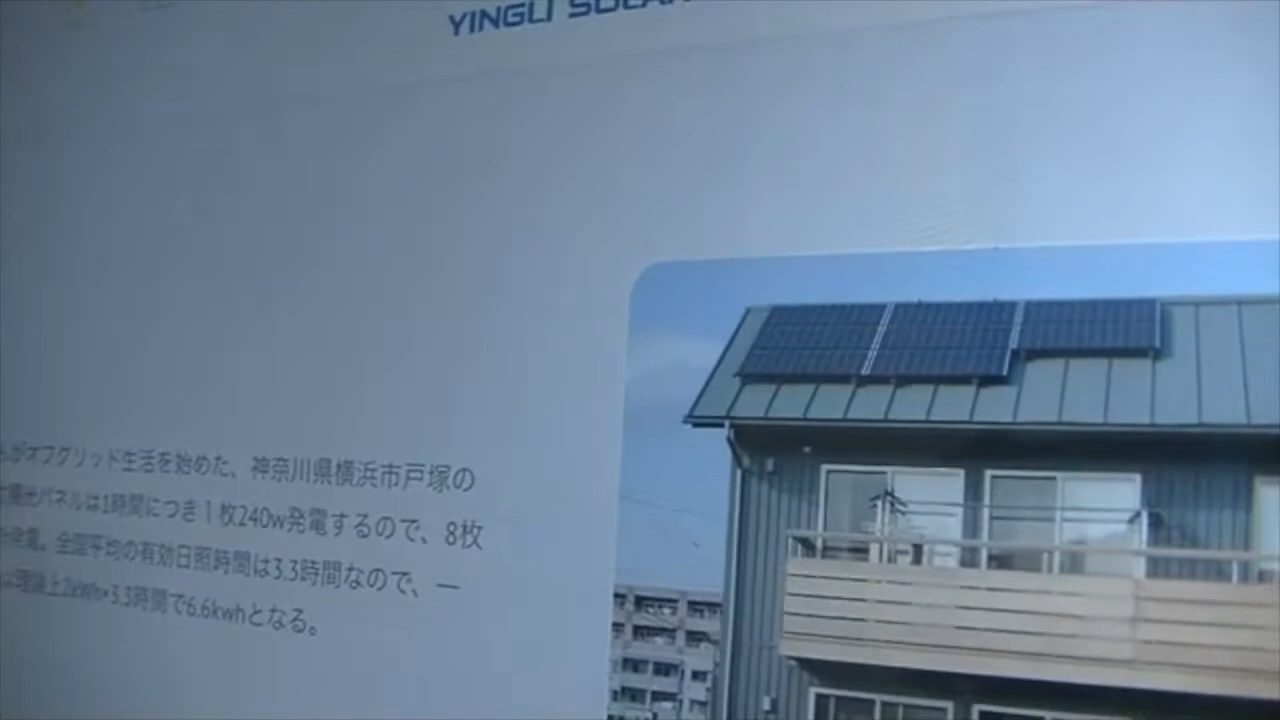 YINGLI SOLAR
がオフグリッド生活を始めた、神奈川県横浜市戸塚の
陽光パネルは1時間につき1枚240w発電するので、8枚
発電。全国平均の有効日照時間は3.3時間なので、一
理論上2kWh*3.3時間で6.6kwhとなる。